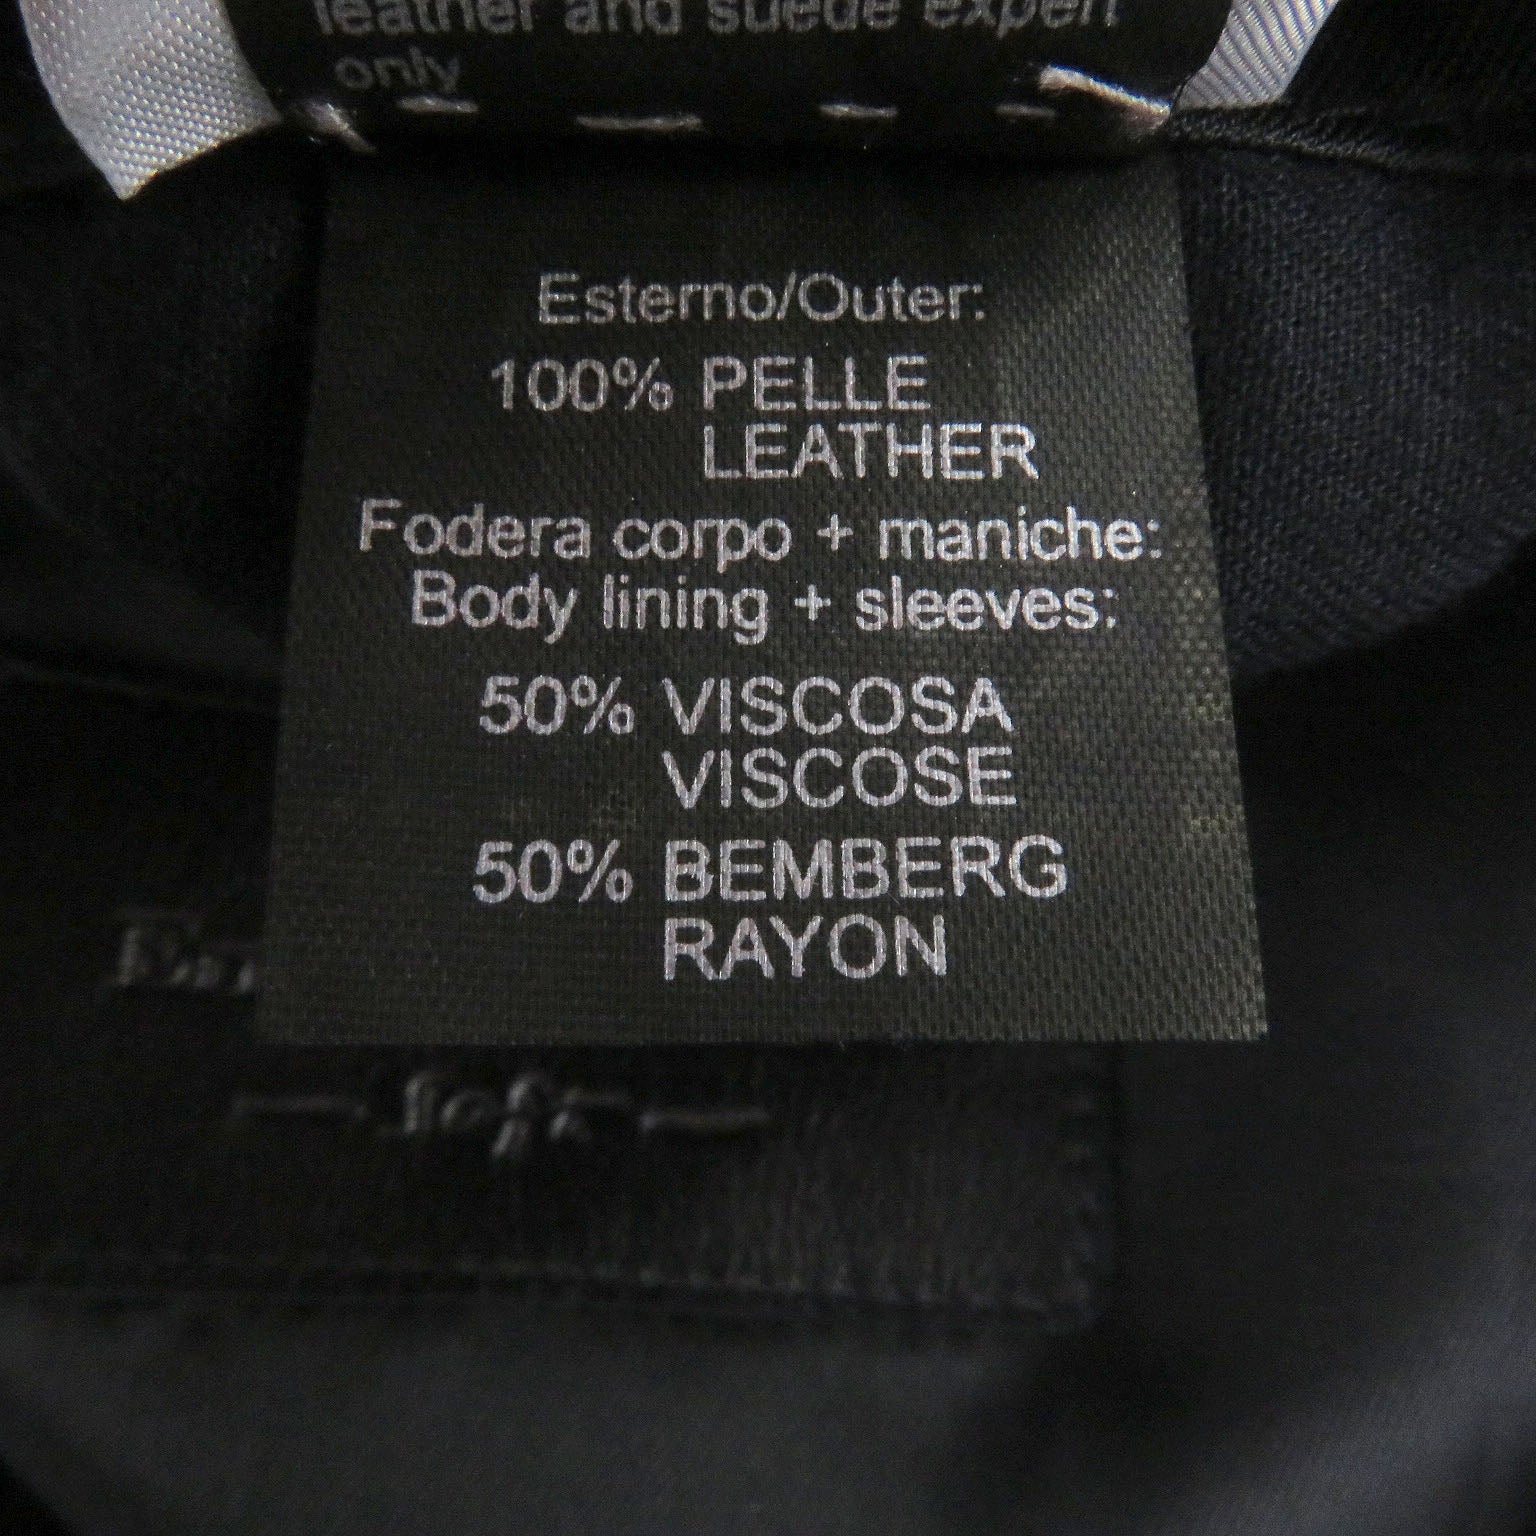 leather and suede expert
only
Esterno/Outer:
100% PELLE
LEATHER
Fodera corpo + maniche:
Body lining + sleeves:
50% VISCOSA
VISCOSE
50% BEMBERG
RAYON